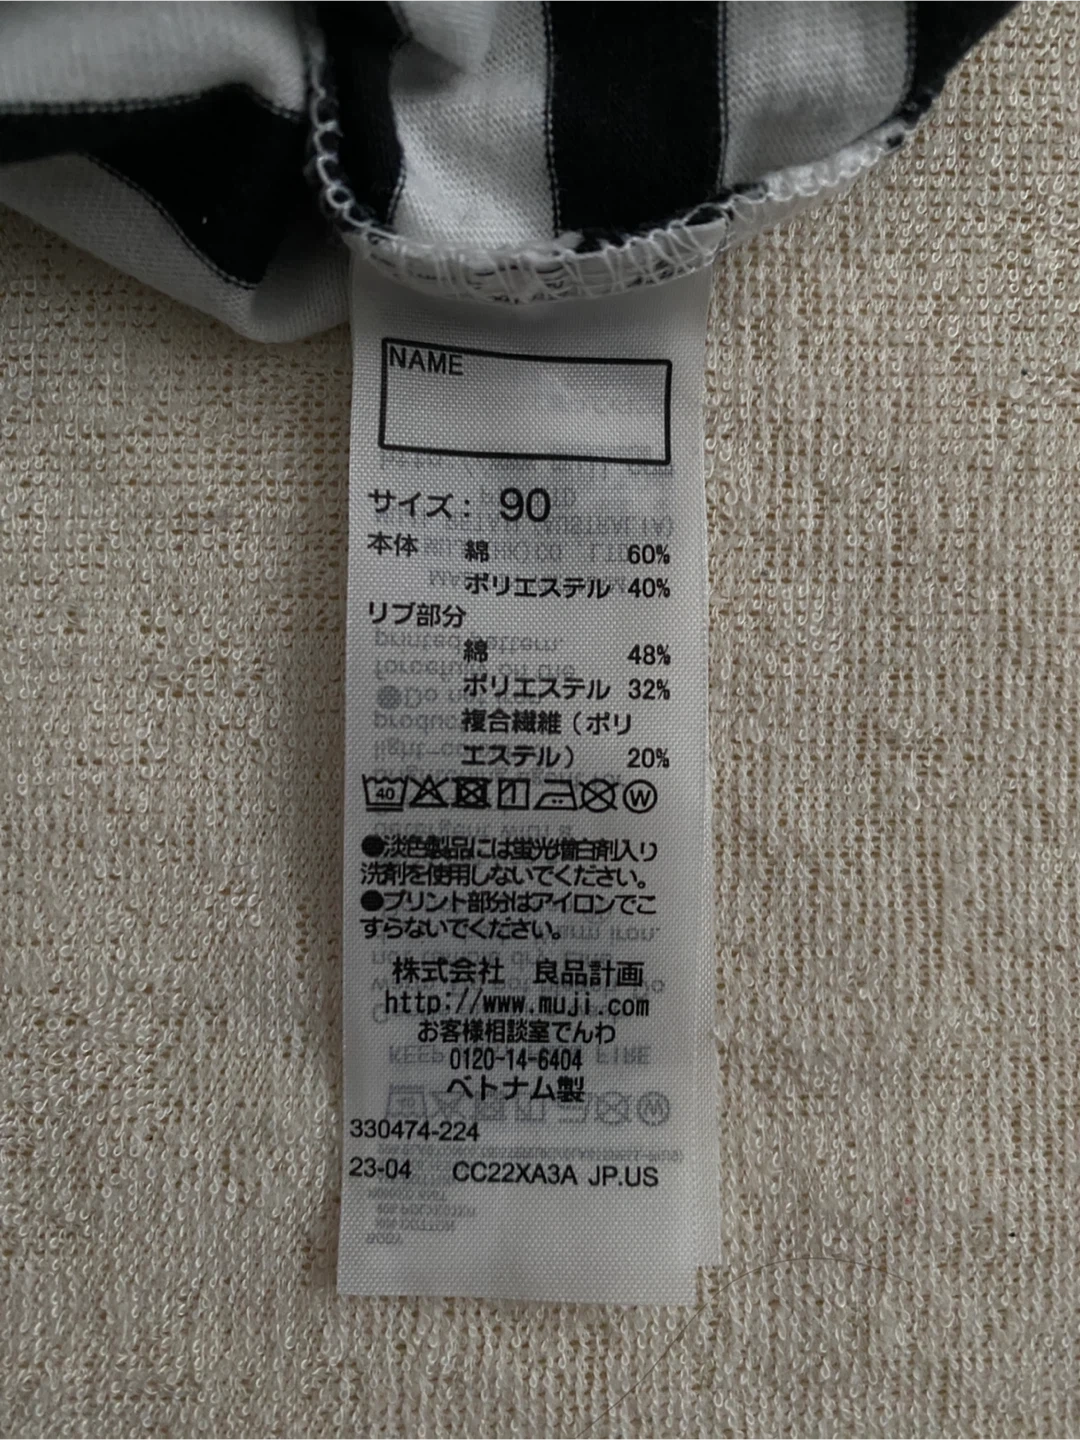 NAME
サイズ： 90
本体 綿 60%
ポリエステル 40%
リブ部分
綿 48%
ポリエステル 32%
複合繊維（ポリ
エステル） 20%
40 W
●淡色製品には蛍光増白剤入り
洗剤を使用しないでください。
●プリント部分はアイロンでこ
すらないでください。
株式会社 良品計画
http://www.muji.com
お客様相談室でんわ
0120-14-6404
ベトナム製
330474-224
23-04 CC22XA3A JP.US